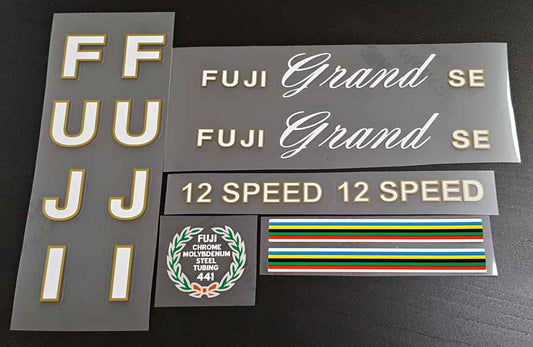 F F
U U
J J
I I
FUJI Grand SE
FUJI Grand SE
12 SPEED 12 SPEED
FUJI
CHROME
MOLYBDENUM
STEEL
TUBING
441